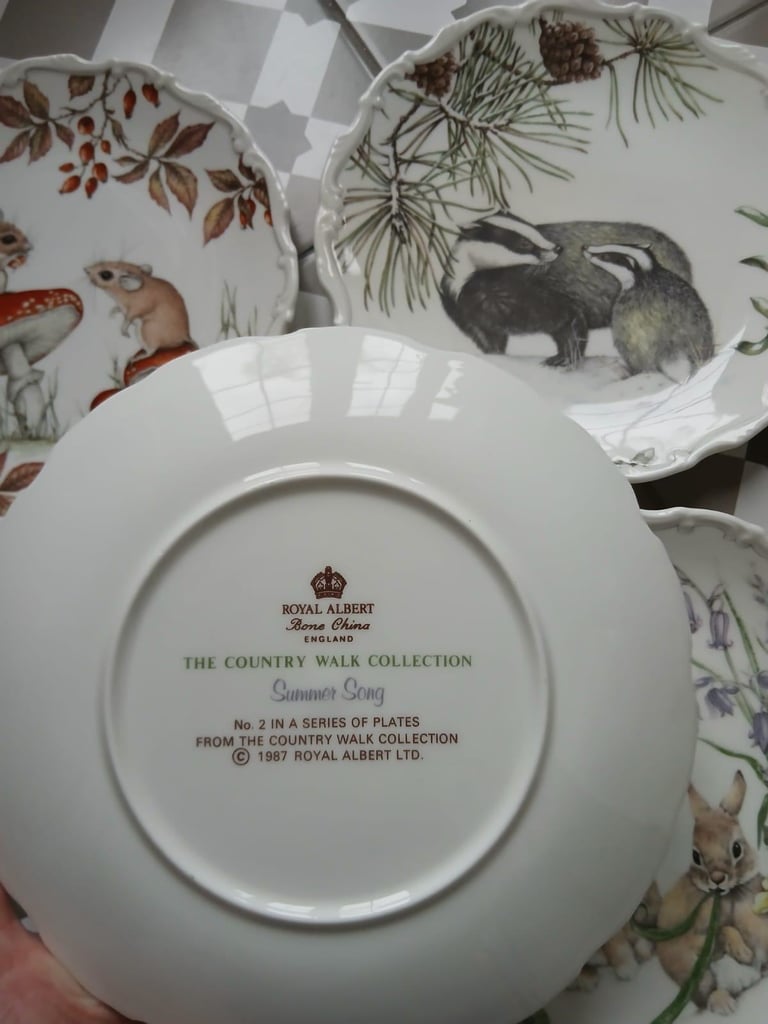 ROYAL ALBERT
Bone China
ENGLAND
THE COUNTRY WALK COLLECTION
Summer Song
No. 2 IN A SERIES OF PLATES
FROM THE COUNTRY WALK COLLECTION
© 1987 ROYAL ALBERT LTD.